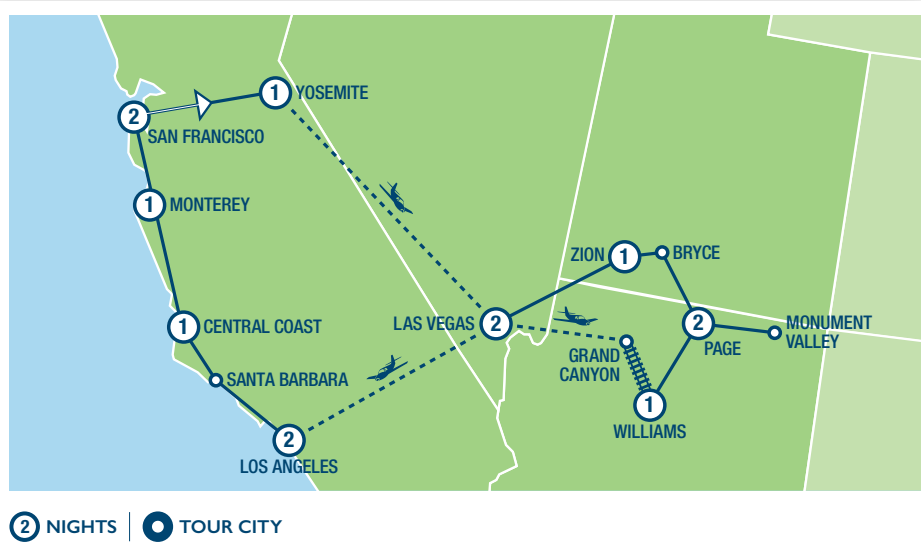 1
YOSEMITE
2
SAN FRANCISCO
1
MONTEREY
ZION
1
BRYCE
1
CENTRAL COAST
LAS VEGAS
2
2
PAGE
MONUMENT
VALLEY
GRAND
CANYON
SANTA BARBARA
1
WILLIAMS
2
LOS ANGELES
2 NIGHTS
TOUR CITY